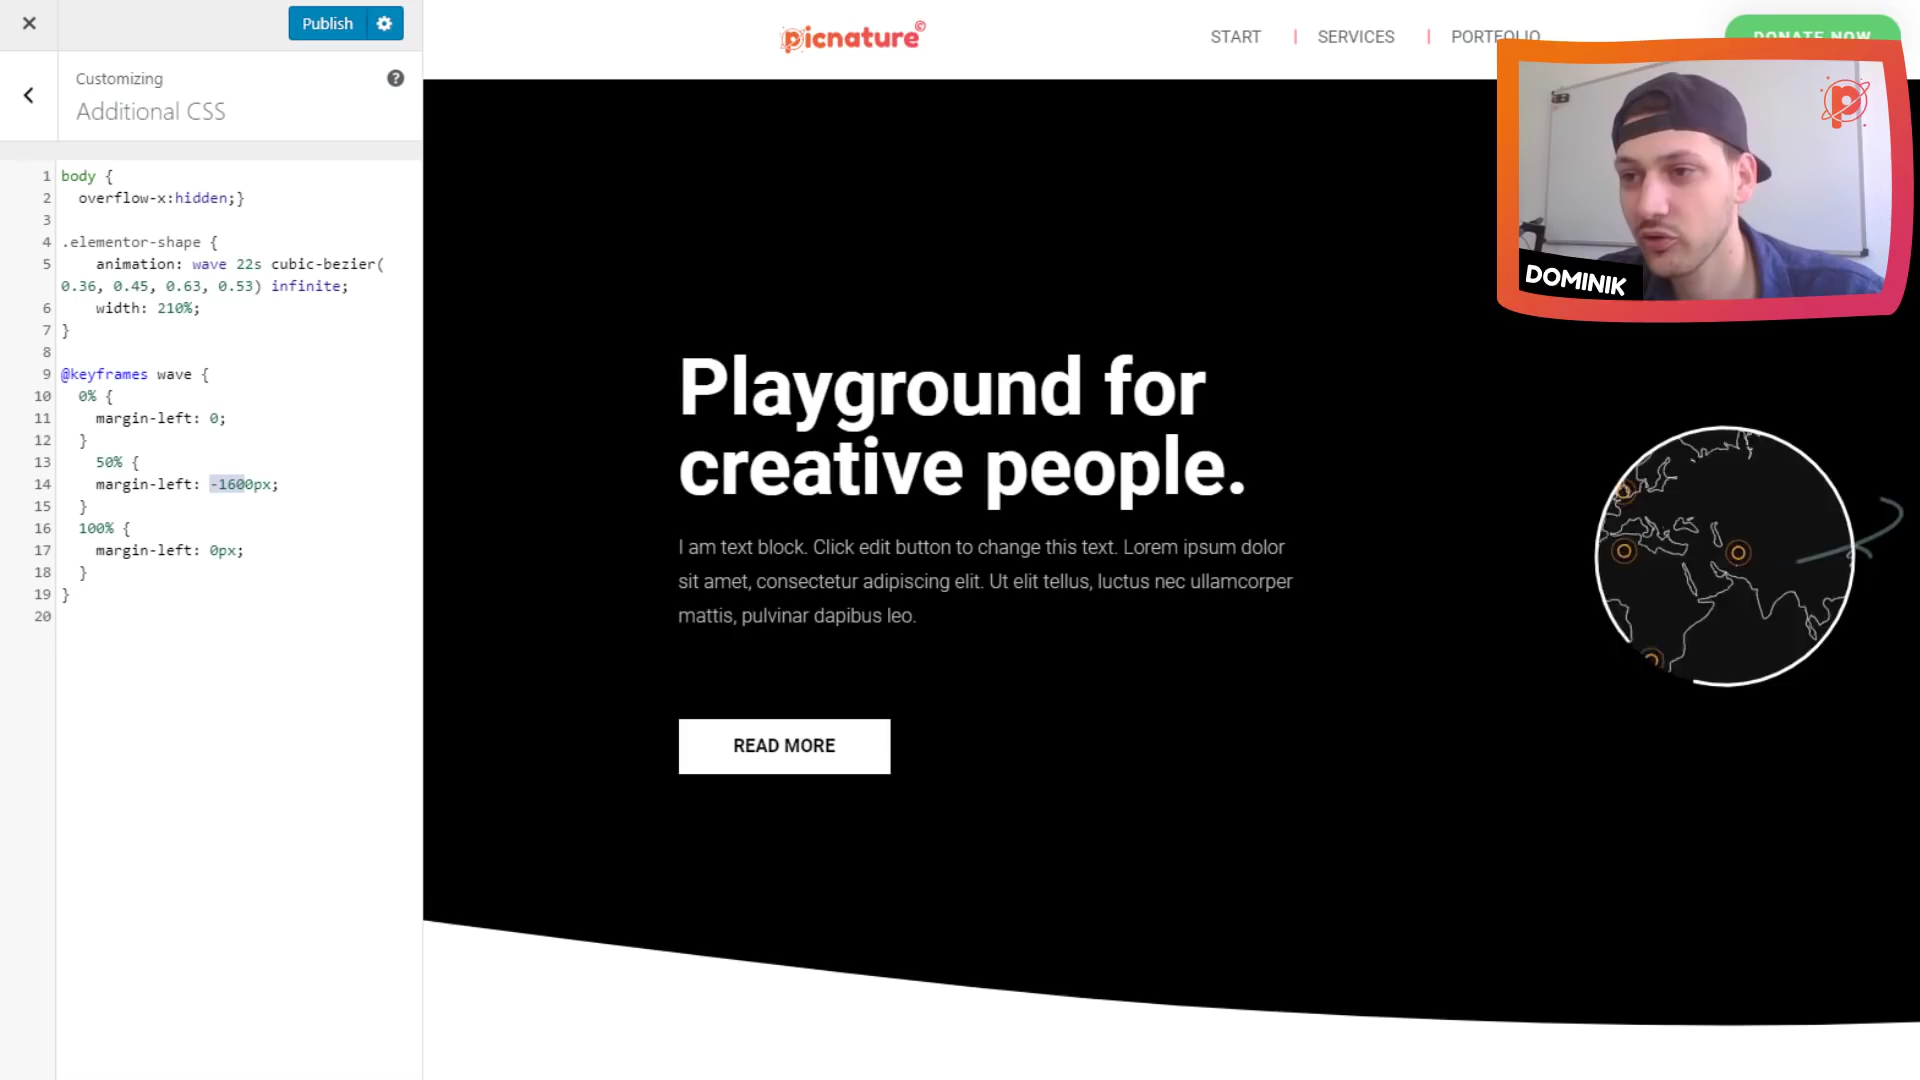 Publish
Customizing
Additional CSS
1 body {
2 overflow-x:hidden;}
3
4 .elementor-shape {
5 animation: wave 22s cubic-bezier(
0.36, 0.45, 0.63, 0.53) infinite;
6 width: 210%;
7 }
8
9 @keyframes wave {
10 0% {
11 margin-left: 0;
12 }
13 50% {
14 margin-left: -1600px;
15 }
16 100% {
17 margin-left: 0px;
18 }
19 }
20
picnature©
START | SERVICES | PORTFOLIO
DONATE NOW
p
DOMINIK
Playground for
creative people.
I am text block. Click edit button to change this text. Lorem ipsum dolor
sit amet, consectetur adipiscing elit. Ut elit tellus, luctus nec ullamcorper
mattis, pulvinar dapibus leo.
READ MORE